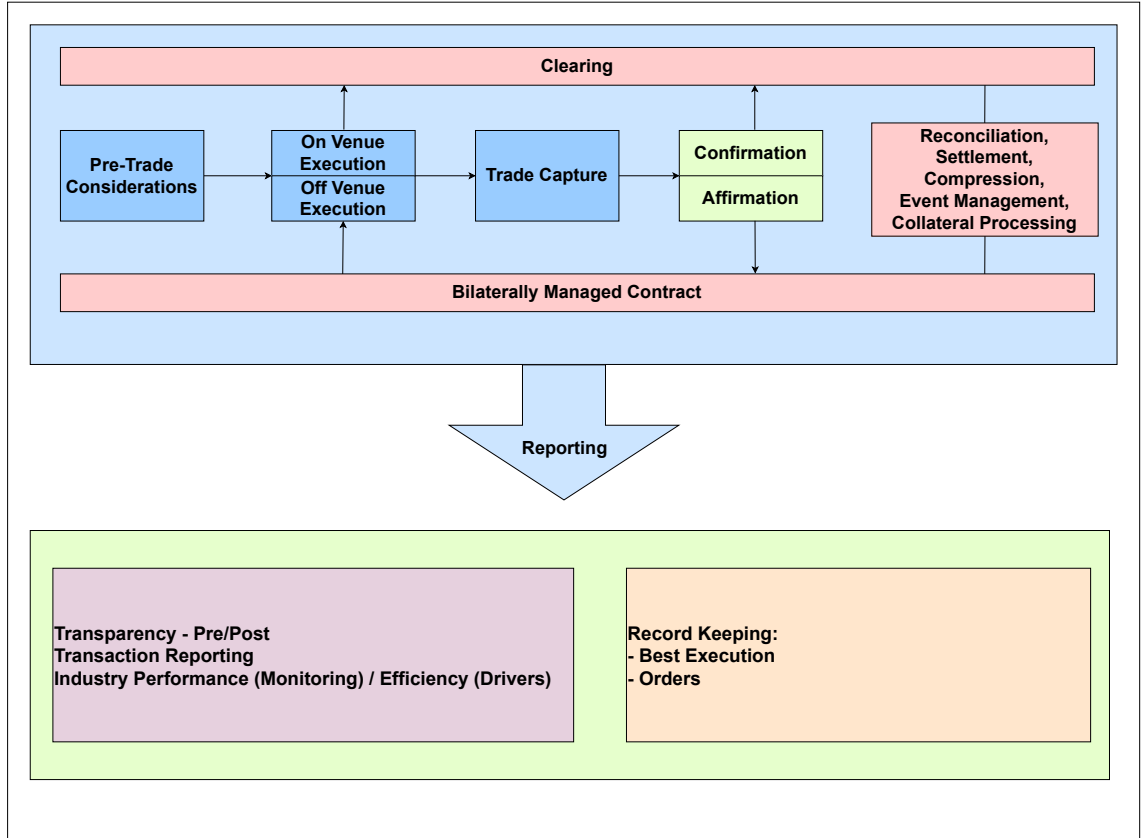 Clearing
Pre-Trade
Considerations
On Venue
Execution
Off Venue
Execution
Trade Capture
Confirmation
Affirmation
Reconciliation,
Settlement,
Compression,
Event Management,
Collateral Processing
Bilaterally Managed Contract
Reporting
Transparency - Pre/Post
Transaction Reporting
Industry Performance (Monitoring) / Efficiency (Drivers)
Record Keeping:
- Best Execution
- Orders